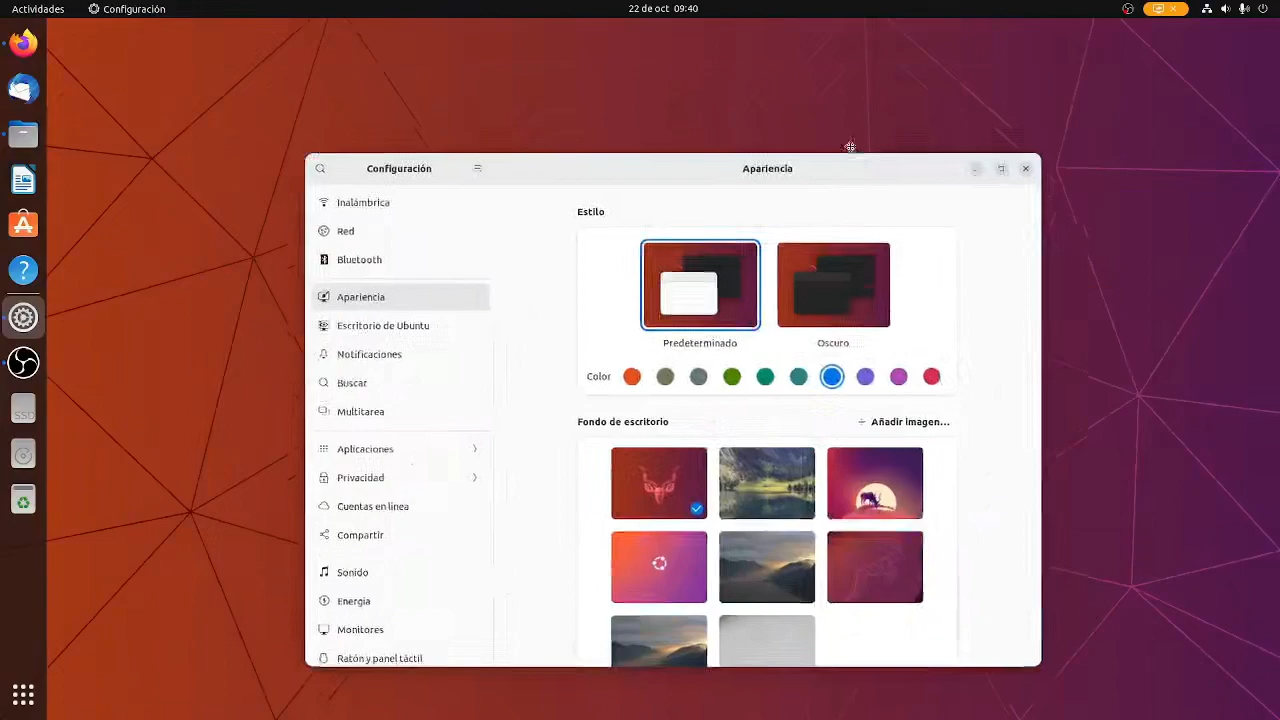 Actividades
Configuración
22 de oct 09:40
Configuración
Apariencia
Inalámbrica
Red
Bluetooth
Apariencia
Escritorio de Ubuntu
Notificaciones
Buscar
Multitarea
Aplicaciones
Privacidad
Cuentas en línea
Compartir
Sonido
Energía
Monitores
Ratón y panel táctil
Estilo
Predeterminado
Oscuro
Color
Fondo de escritorio
Añadir imagen...
SSD